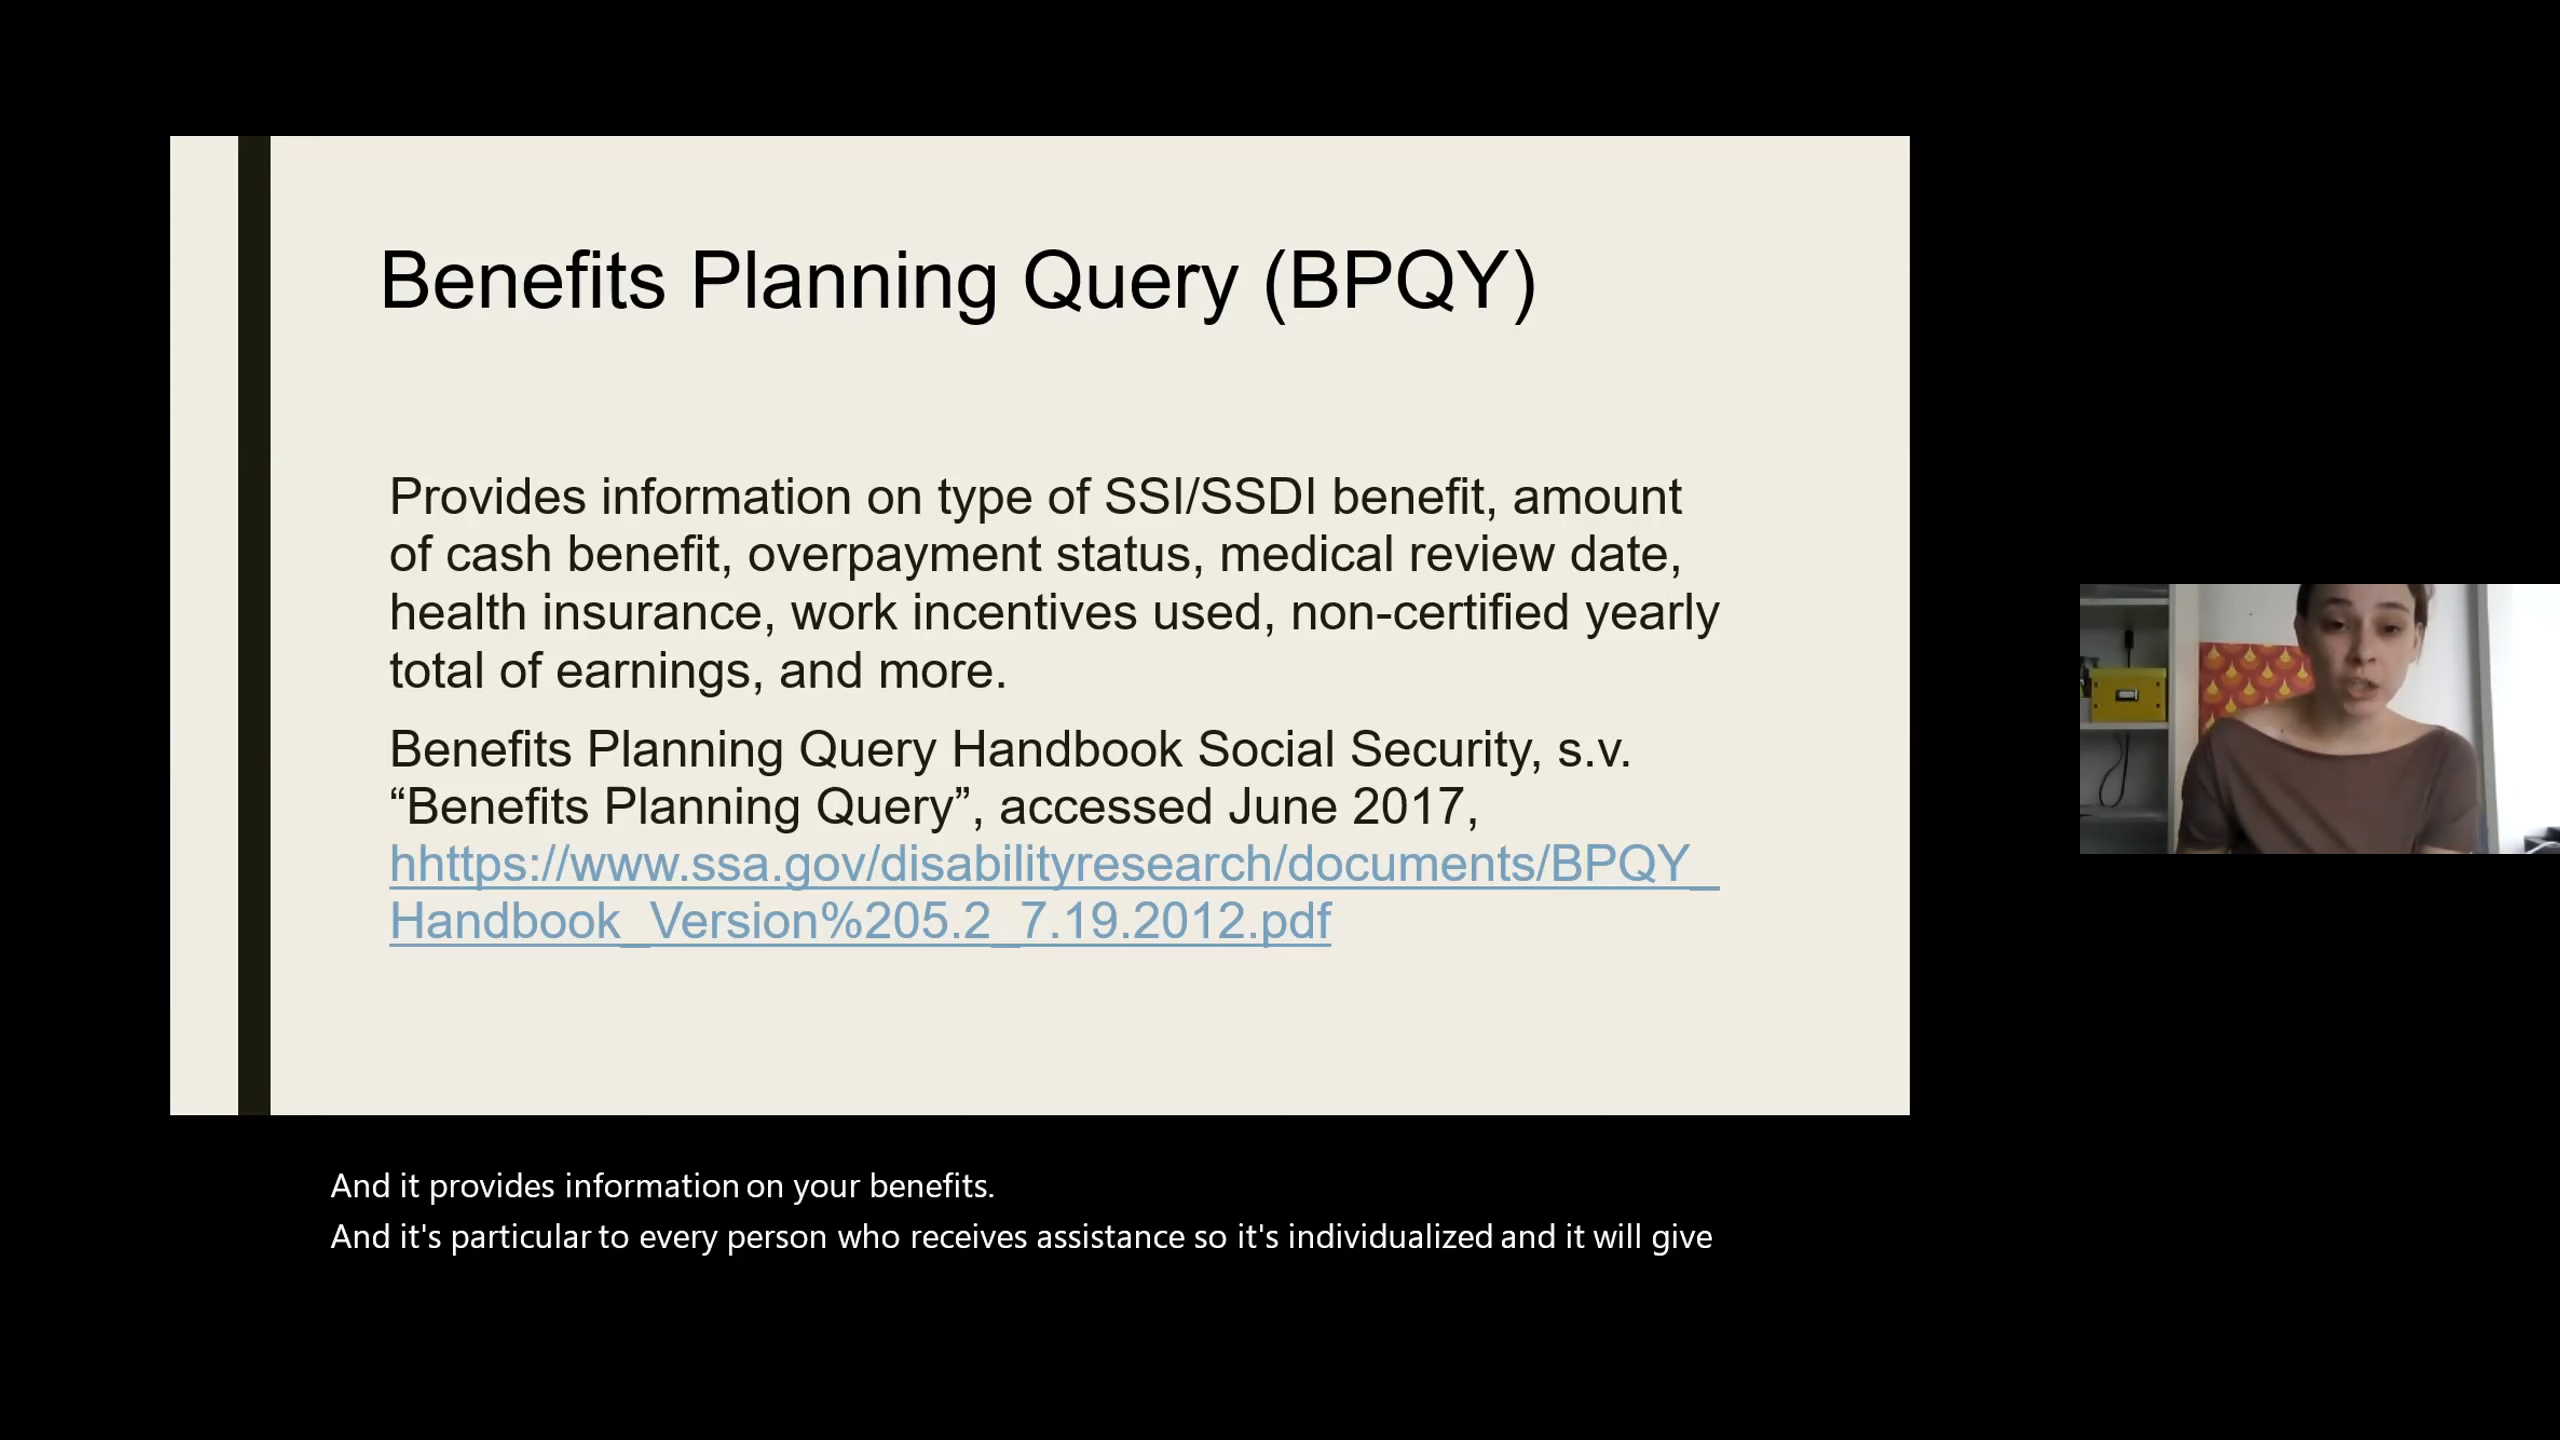 Benefits Planning Query (BPQY)
Provides information on type of SSI/SSDI benefit, amount
of cash benefit, overpayment status, medical review date,
health insurance, work incentives used, non-certified yearly
total of earnings, and more.
Benefits Planning Query Handbook Social Security, s.v.
“Benefits Planning Query”, accessed June 2017,
hhttps://www.ssa.gov/disabilityresearch/documents/BPQY_
Handbook_Version%205.2_7.19.2012.pdf
And it provides information on your benefits.
And it's particular to every person who receives assistance so it's individualized and it will give